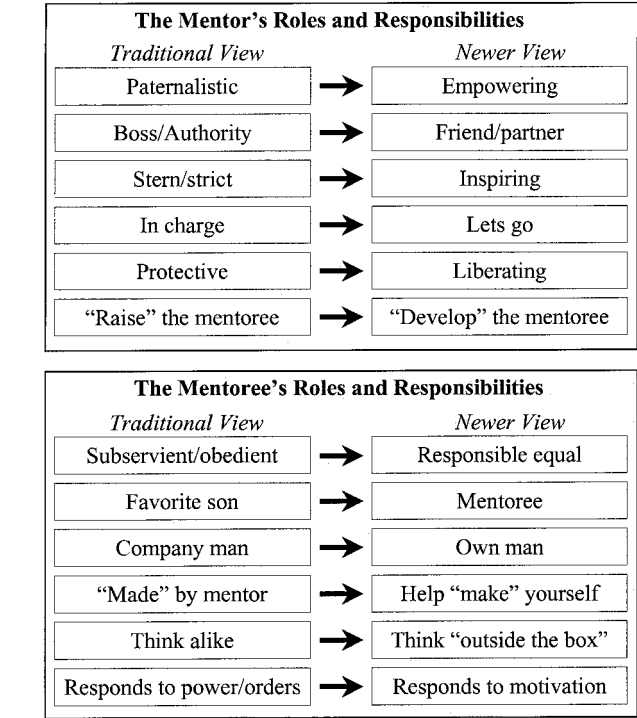 The Mentor’s Roles and Responsibilities
Traditional View Newer View
Paternalistic Empowering
Boss/Authority Friend/partner
Stern/strict Inspiring
In charge Lets go
Protective Liberating
“Raise” the mentoree “Develop” the mentoree
The Mentoree’s Roles and Responsibilities
Traditional View Newer View
Subservient/obedient Responsible equal
Favorite son Mentoree
Company man Own man
“Made” by mentor Help “make” yourself
Think alike Think “outside the box”
Responds to power/orders Responds to motivation